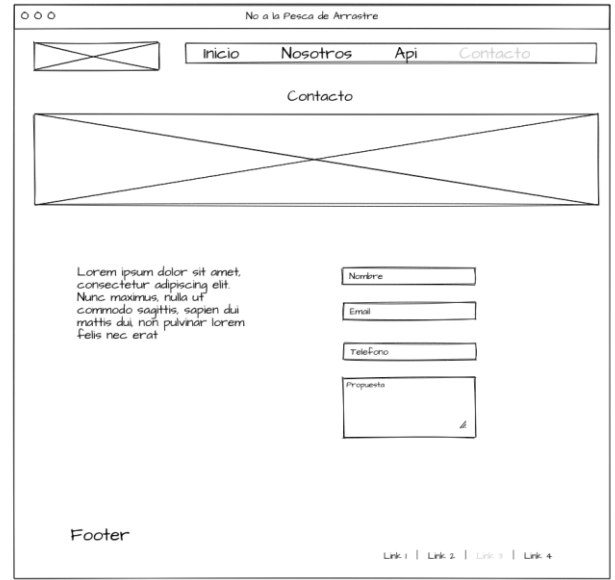 No a la Pesca de Arrastre
Inicio Nosotros Api Contacto
Contacto
Lorem ipsum dolor sit amet,
consectetur adipiscing elit.
Nunc maximus, nulla ut
commodo sagittis, sapien dui
mattis dui, non pulvinar lorem
felis nec erat
Nombre
Email
Telefono
Propuesta
Footer
Link 1 | Link 2 | Link 3 | Link 4